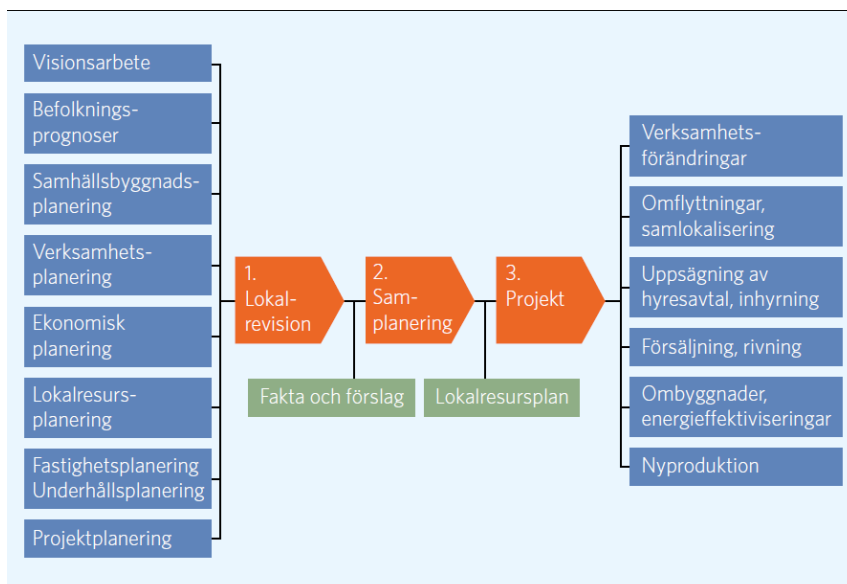 Visionsarbete
Befolknings-
prognoser
Samhällsbyggnads-
planering
Verksamhets-
planering
Ekonomisk
planering
Lokalresurs-
planering
Fastighetsplanering
Underhållsplanering
Projektplanering
1.
Lokal-
revision
2.
Sam-
planering
3.
Projekt
Fakta och förslag
Lokalresursplan
Verksamhets-
förändringar
Omflyttningar,
samlokalisering
Uppsägning av
hyresavtal, inhyrning
Försäljning, rivning
Ombyggnader,
energieffektiviseringar
Nyproduktion